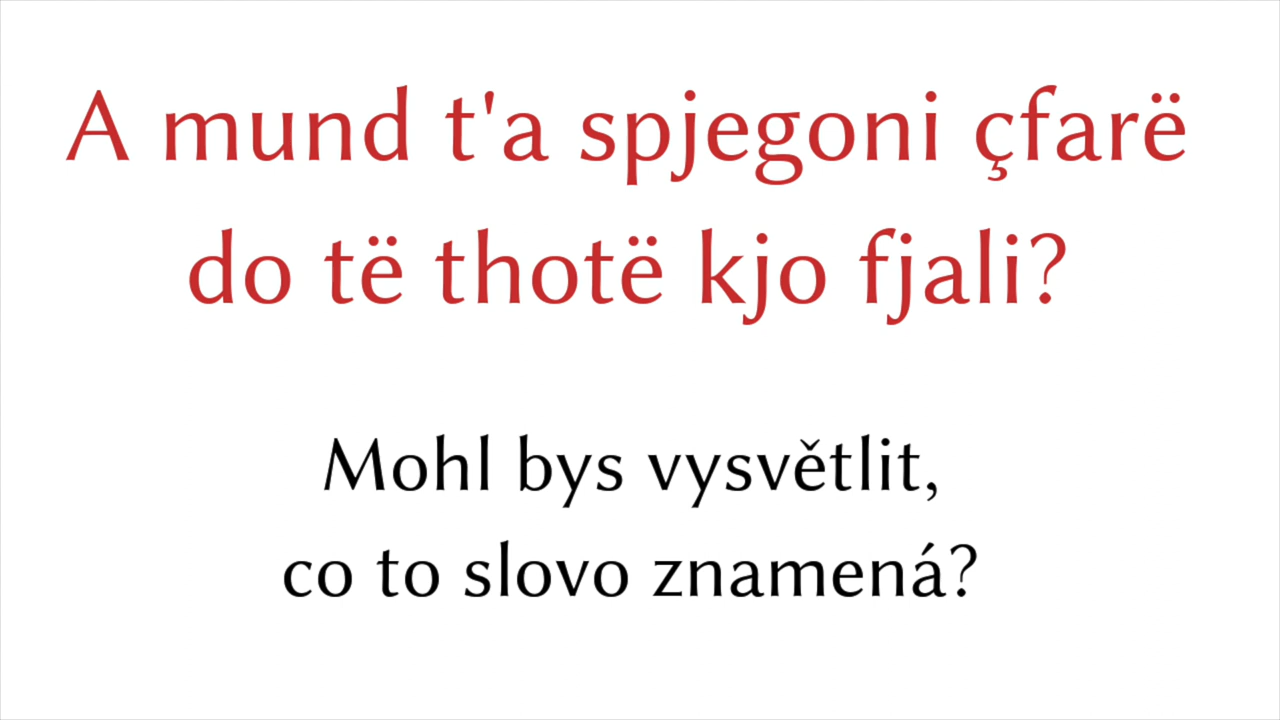 A mund t'a spjegoni çfarë
do të thotë kjo fjali?
Mohl bys vysvětlit,
co to slovo znamená?